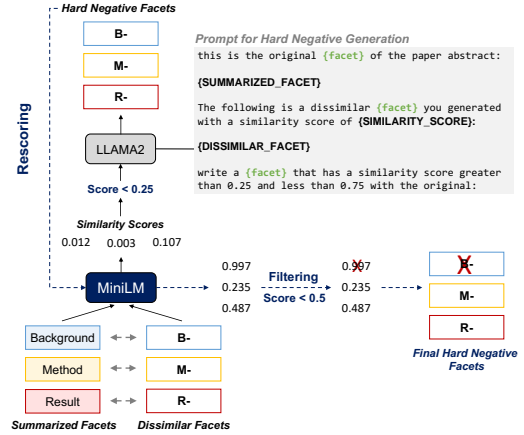 Hard Negative Facets
B-
M-
R-
Prompt for Hard Negative Generation
this is the original {facet} of the paper abstract:
{SUMMARIZED_FACET}
The following is a dissimilar {facet} you generated
with a similarity score of {SIMILARITY_SCORE}:
{DISSIMILAR_FACET}
write a {facet} that has a similarity score greater
than 0.25 and less than 0.75 with the original:
Rescoring
LLAMA2
Score < 0.25
Similarity Scores
0.012 0.003 0.107
MiniLM
0.997
0.235
0.487
Filtering
Score < 0.5
0.997
0.235
0.487
B-
M-
R-
Final Hard Negative
Facets
Background
B-
Method
M-
Result
R-
Summarized Facets
Dissimilar Facets